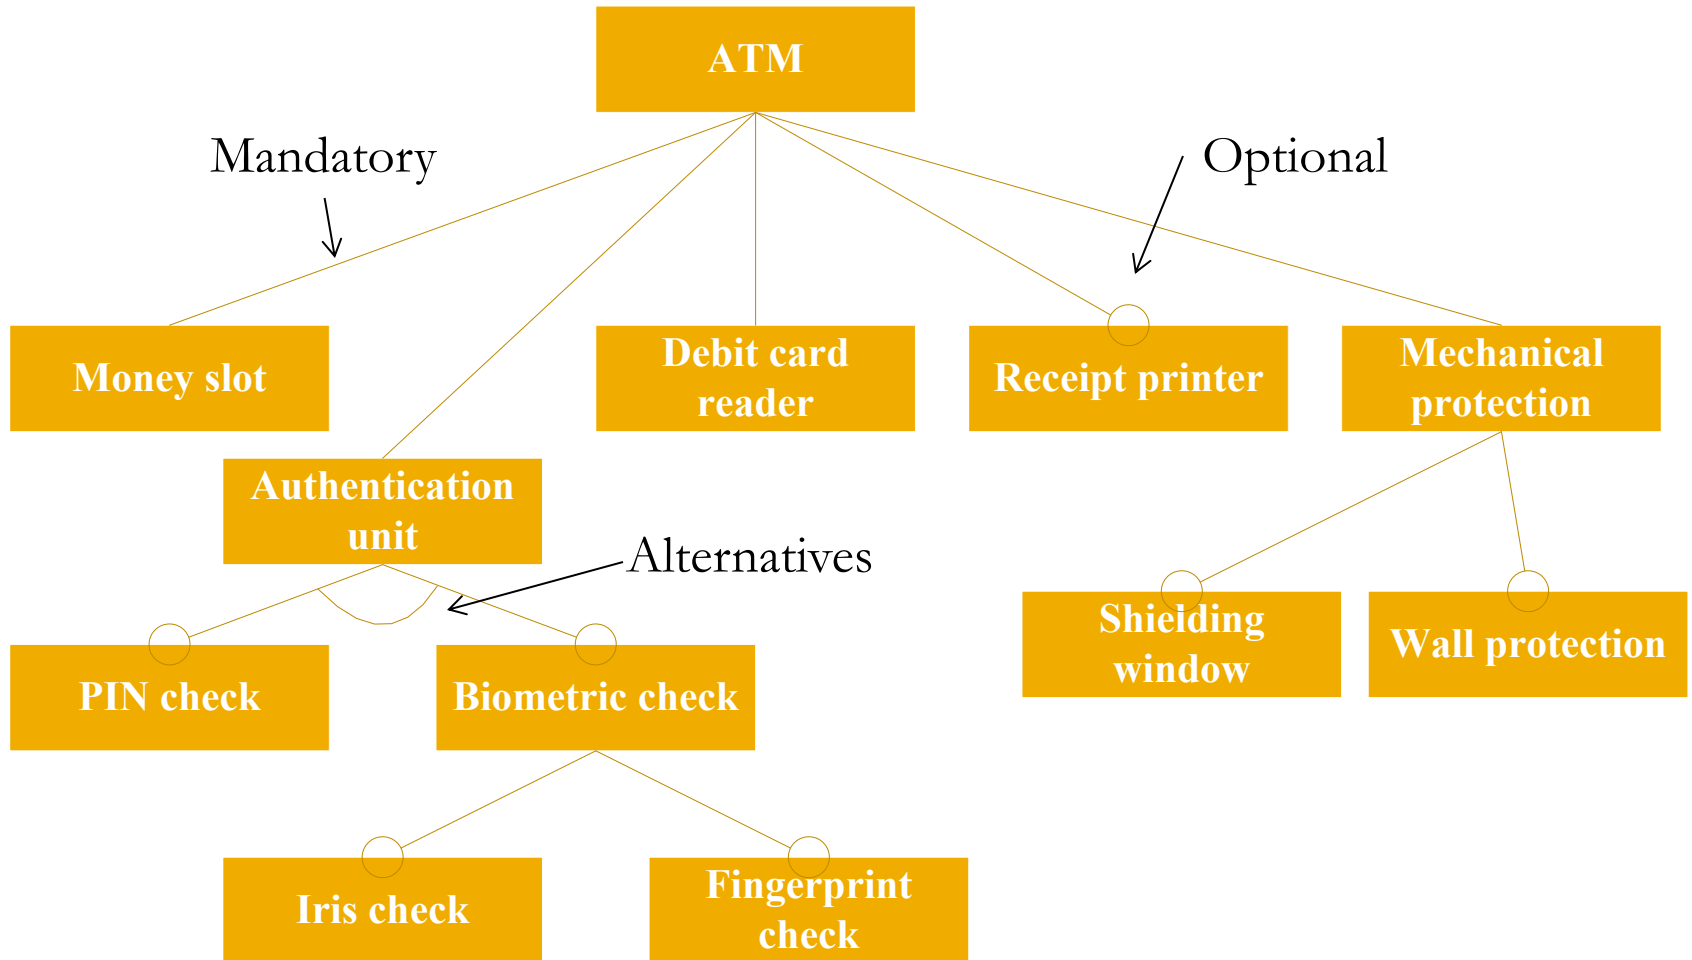 ATM
Mandatory
Optional
Money slot
Debit card
reader
Receipt printer
Mechanical
protection
Authentication
unit
Alternatives
PIN check
Biometric check
Shielding
window
Wall protection
Iris check
Fingerprint
check